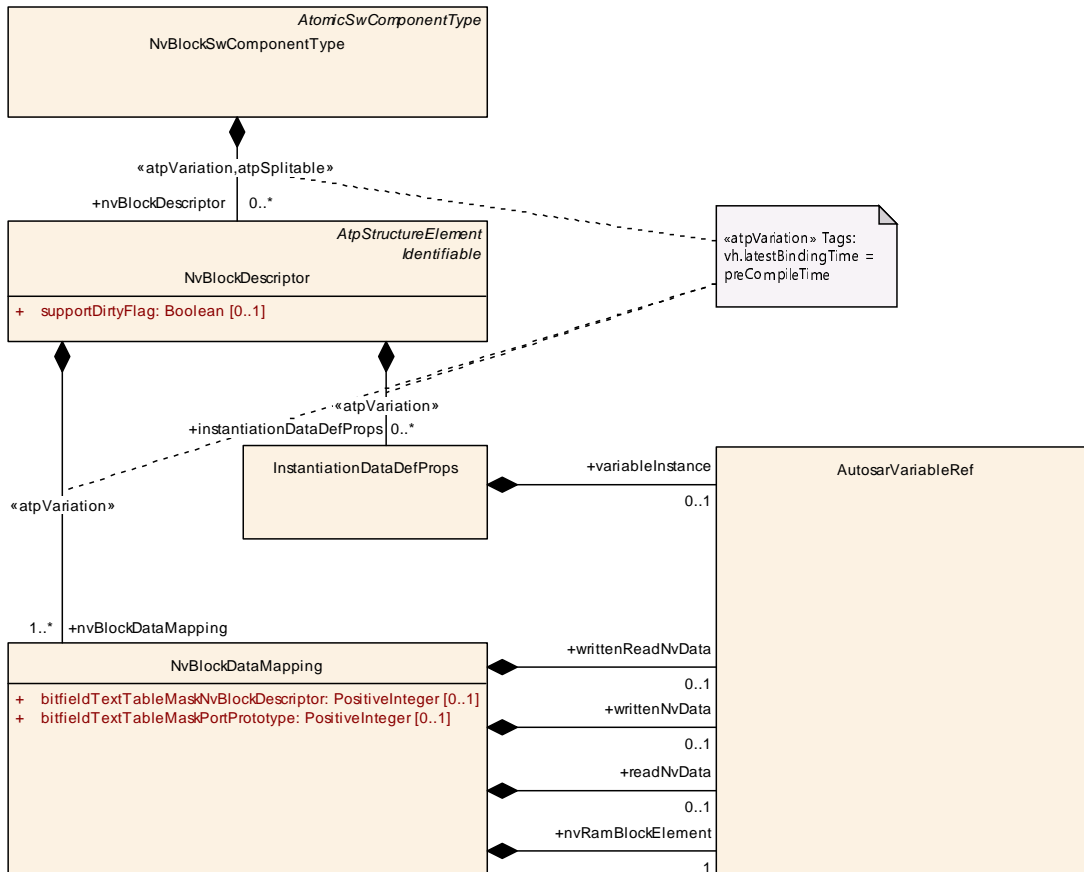 AtomicSwComponentType
NvBlockSwComponentType
«atpVariation,atpSplitable»
+nvBlockDescriptor 0..*
AtpStructureElement
Identifiable
NvBlockDescriptor
+ supportDirtyFlag: Boolean [0..1]
«atpVariation» Tags:
vh.latestBindingTime =
preCompileTime
«atpVariation»
+instantiationDataDefProps 0..*
InstantiationDataDefProps
+variableInstance
0..1
AutosarVariableRef
«atpVariation»
1..* +nvBlockDataMapping
NvBlockDataMapping
+ bitfieldTextTableMaskNvBlockDescriptor: PositiveInteger [0..1]
+ bitfieldTextTableMaskPortPrototype: PositiveInteger [0..1]
+writtenReadNvData
0..1
+writtenNvData
0..1
+readNvData
0..1
+nvRamBlockElement
1